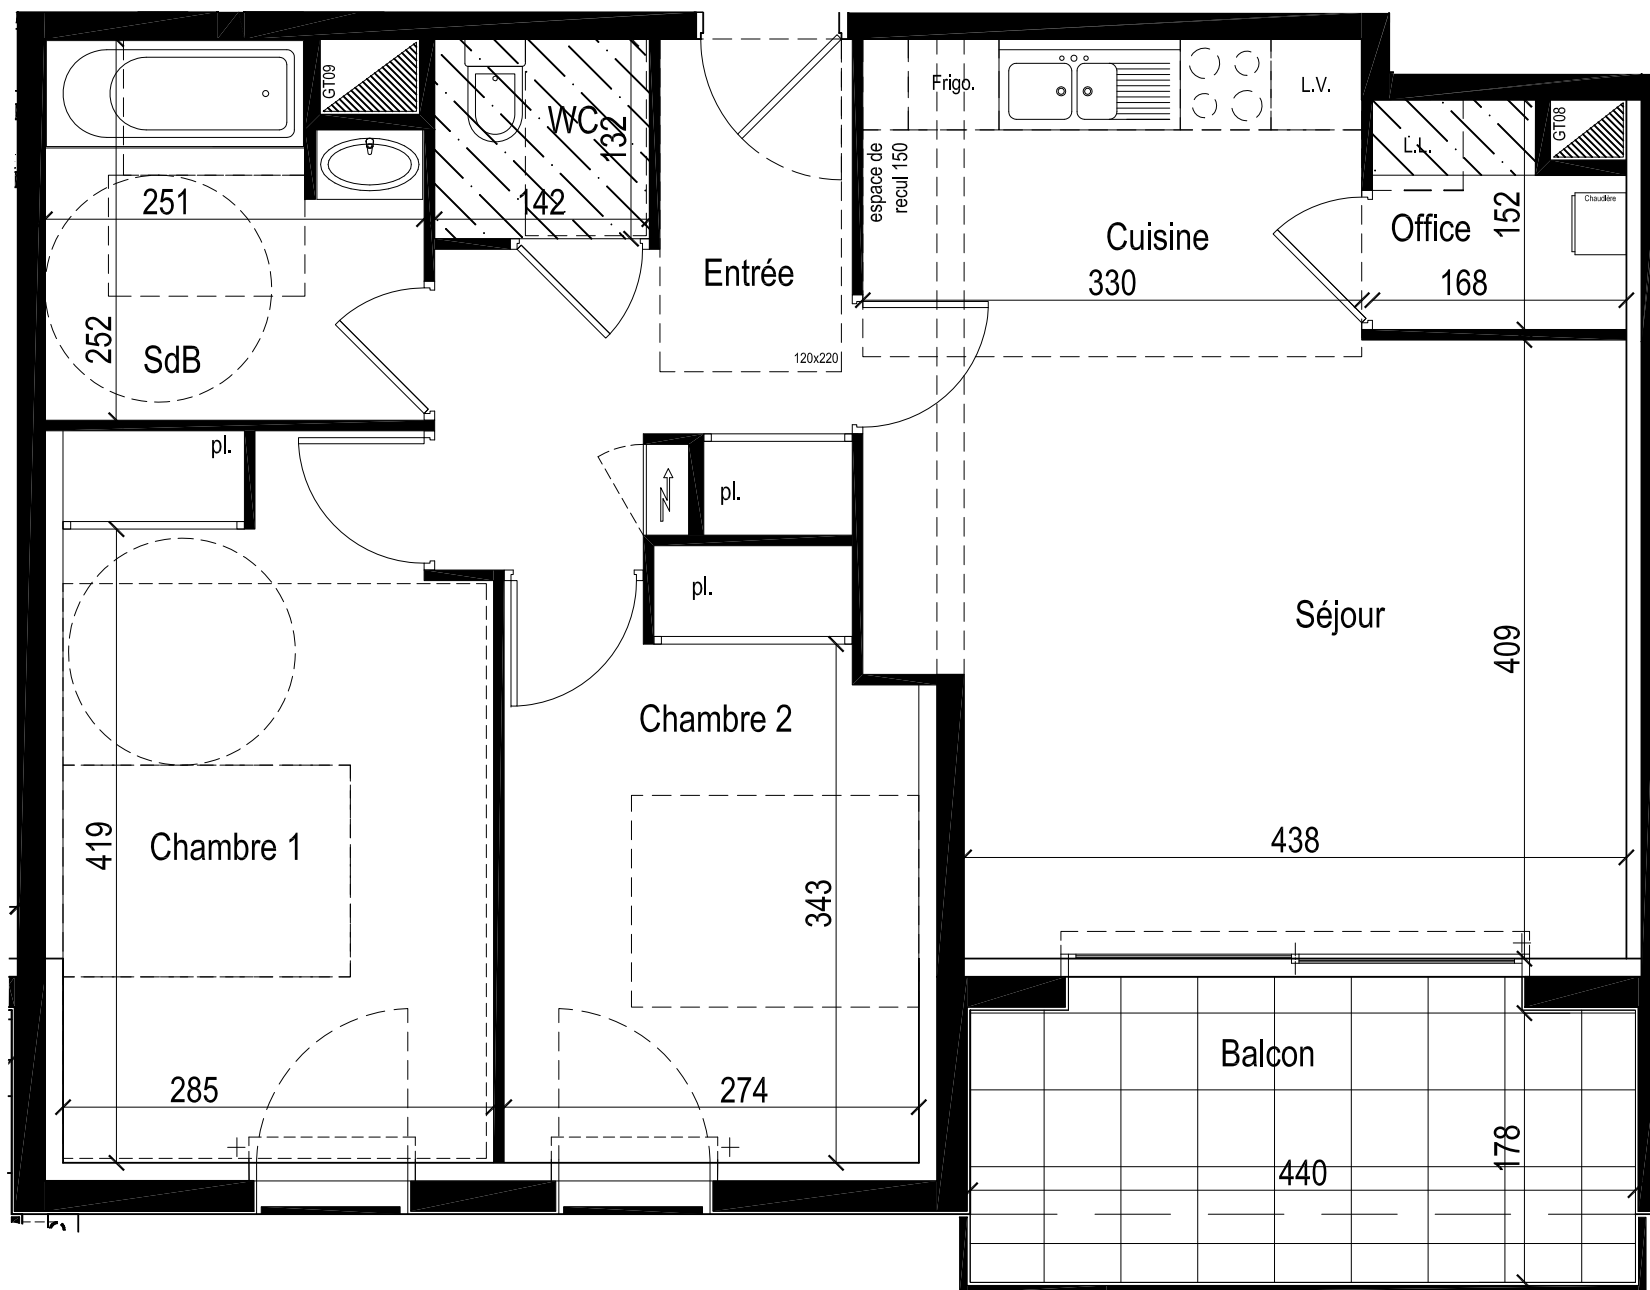 GT09
WC
132
Frigo.
L.V.
GT08
L.L.
espace de
recul 150
251
142
Chaudière
152
Office
Cuisine
Entrée
330
168
252
SdB
120x220
pl.
pl.
pl.
Séjour
409
Chambre 2
438
Chambre 1
419
343
Balcon
285
274
178
440